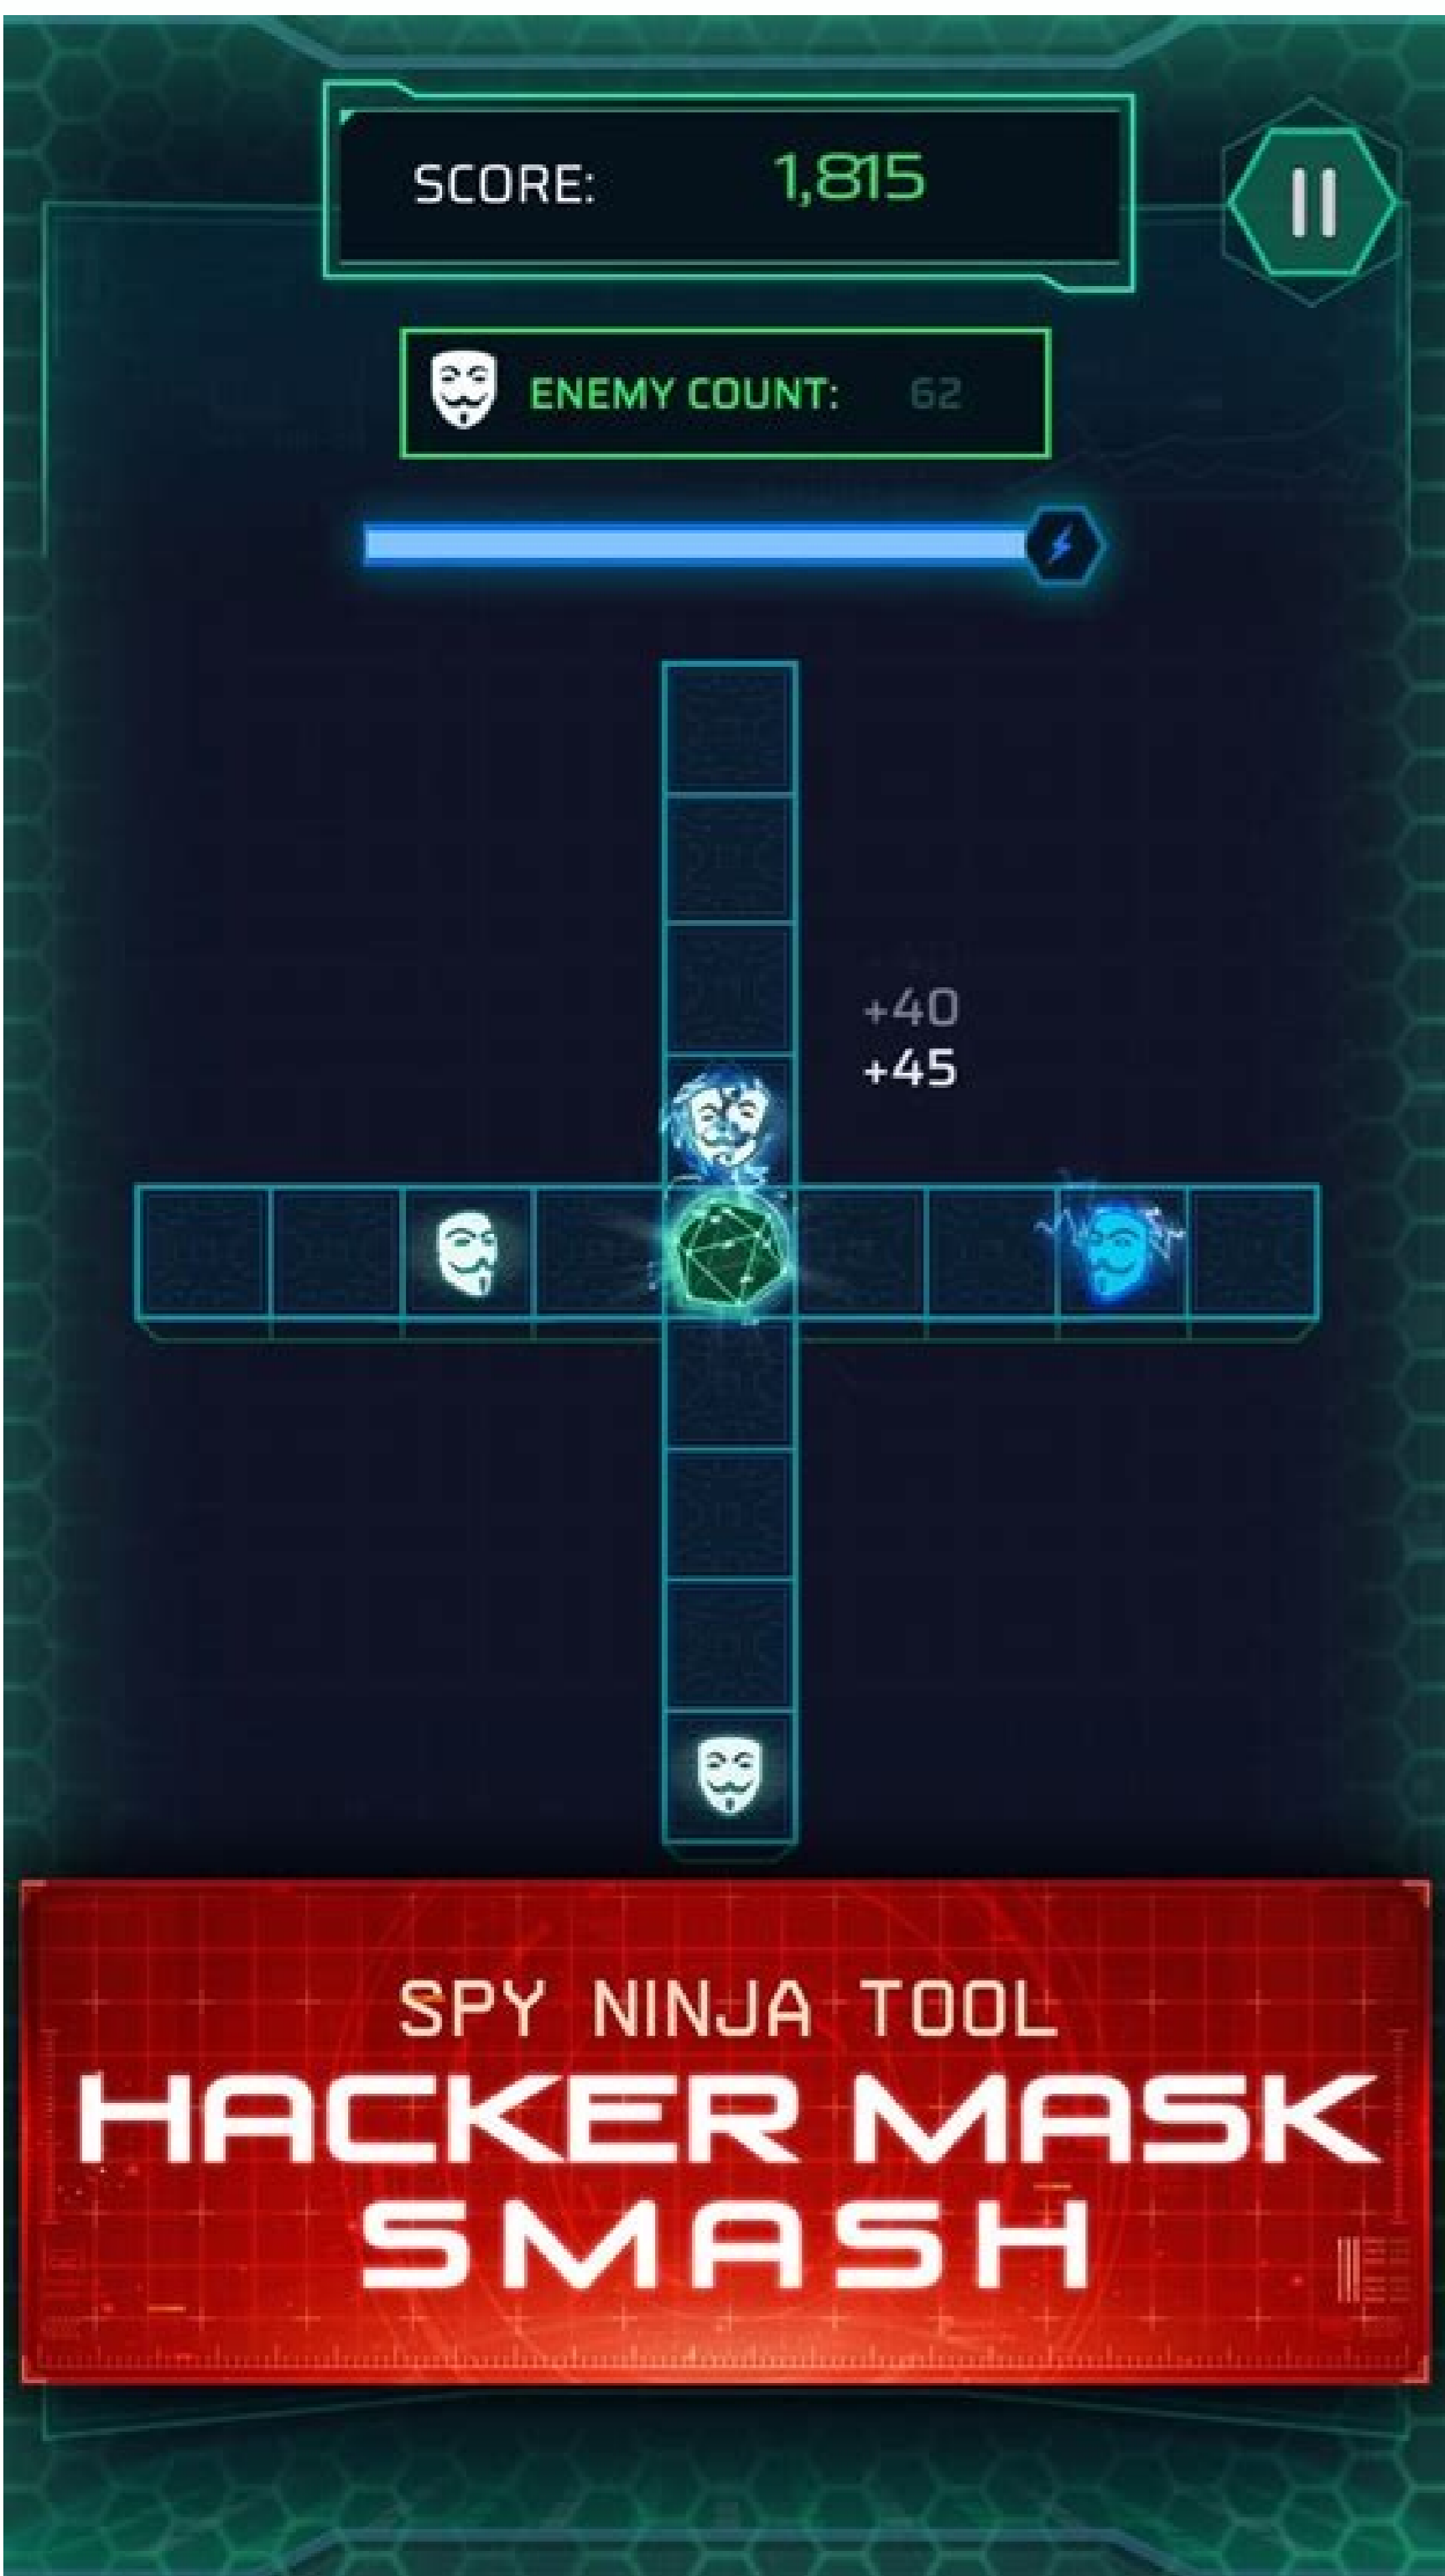 SCORE: 1,815
ENEMY COUNT: 62
+40
+45
SPY NINJA TOOL
HACKER MASK
SMASH